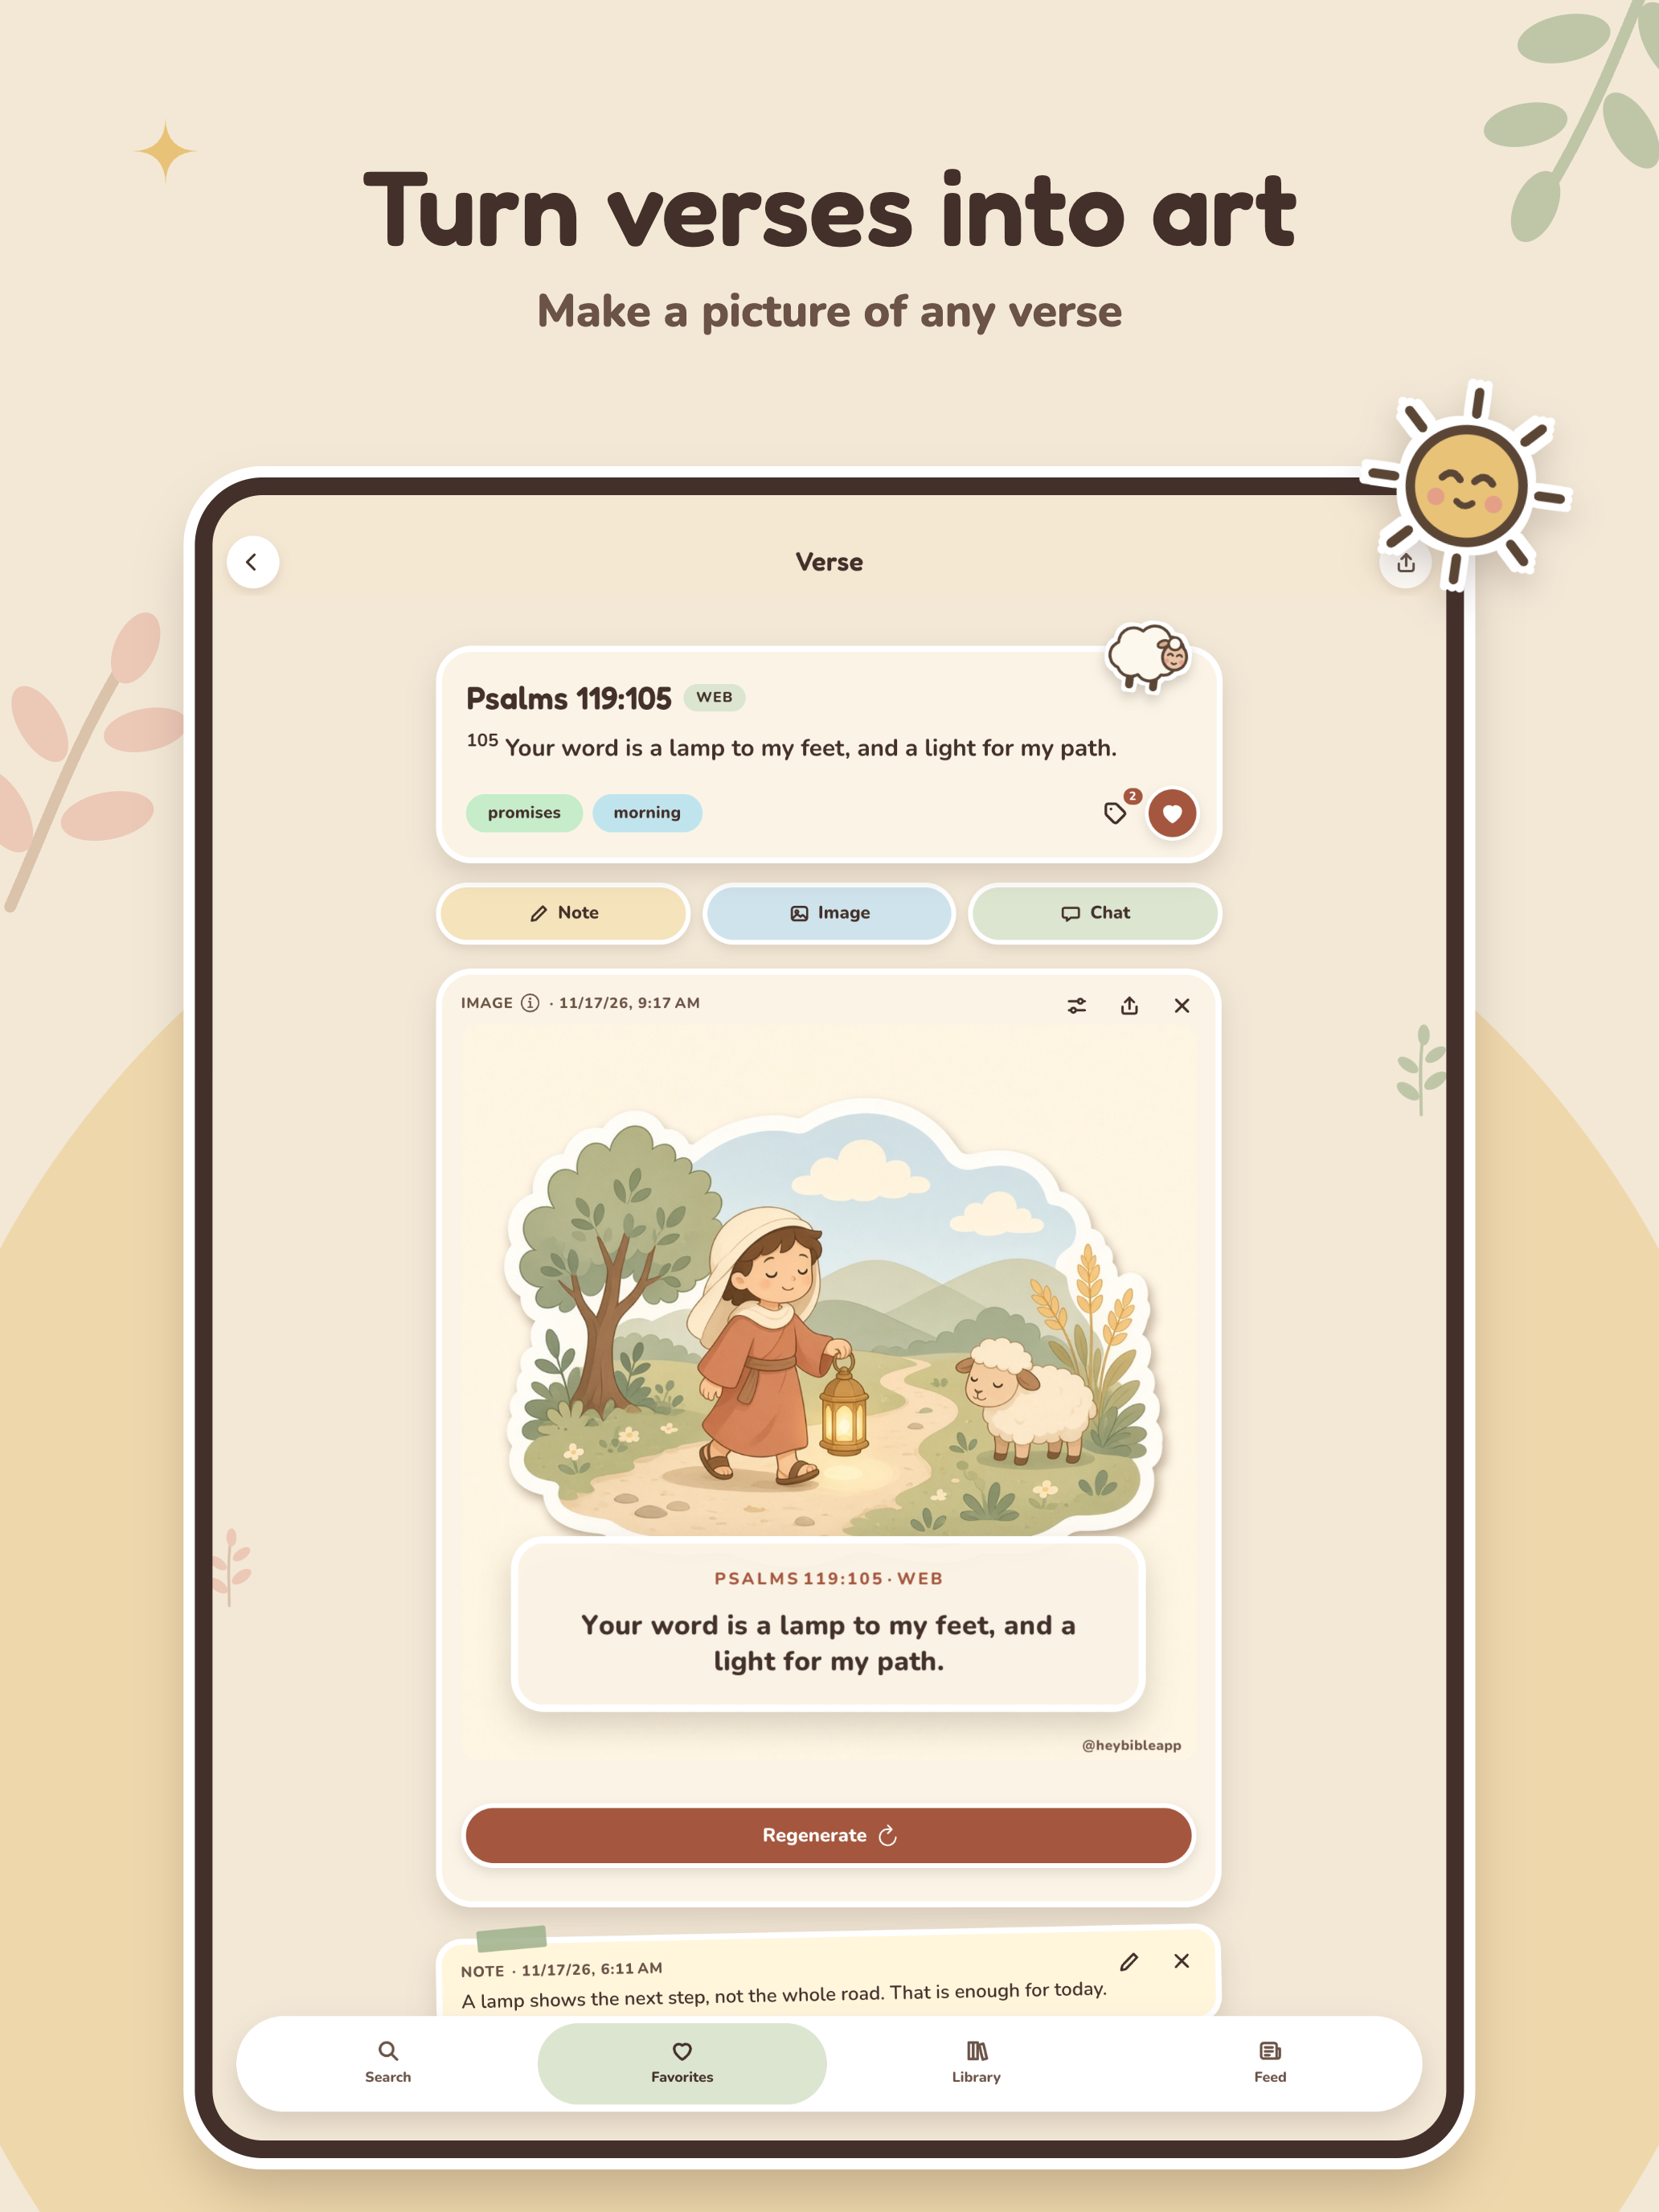 Turn verses into art
Make a picture of any verse
Verse
Psalms 119:105 WEB
105 Your word is a lamp to my feet, and a light for my path.
promises morning 2
Note Image Chat
IMAGE · 11/17/26, 9:17 AM
PSALMS 119:105 · WEB
Your word is a lamp to my feet, and a
light for my path.
@heybibleapp
Regenerate
NOTE · 11/17/26, 6:11 AM
A lamp shows the next step, not the whole road. That is enough for today.
Search Favorites Library Feed